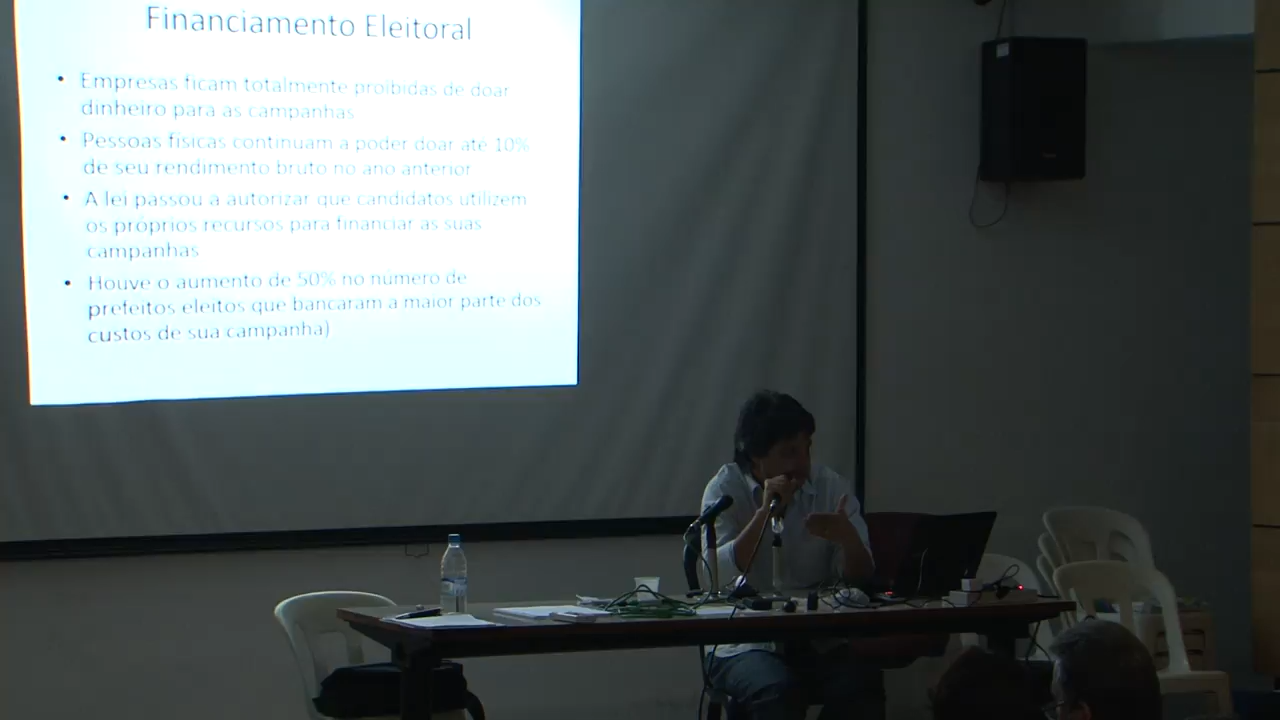 Financiamento Eleitoral
• Empresas ficam totalmente proibidas de doar
dinheiro para as campanhas
• Pessoas físicas continuam a poder doar até 10%
de seu rendimento bruto no ano anterior
• A lei passou a autorizar que candidatos utilizem
os próprios recursos para financiar as suas
campanhas
• Houve o aumento de 50% no número de
prefeitos eleitos que bancaram a maior parte dos
custos de sua campanha)